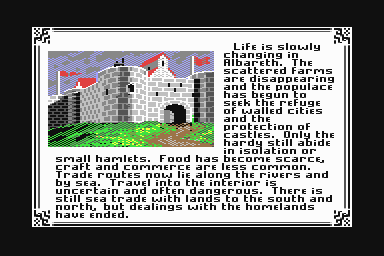 Life is slowly
changing in
Albareth. The
scattered farms
are disappearing
and the populace
has begun to
seek the refuge
of walled cities
and the
protection of
castles. Only the
hardy still abide
in isolation or
small hamlets. Food has become scarce,
craft and commerce are less common.
Trade routes now lie along the rivers and
by sea. Travel into the interior is
uncertain and often dangerous. There is
still sea trade with lands to the south and
north, but dealings with the homelands
have ended.